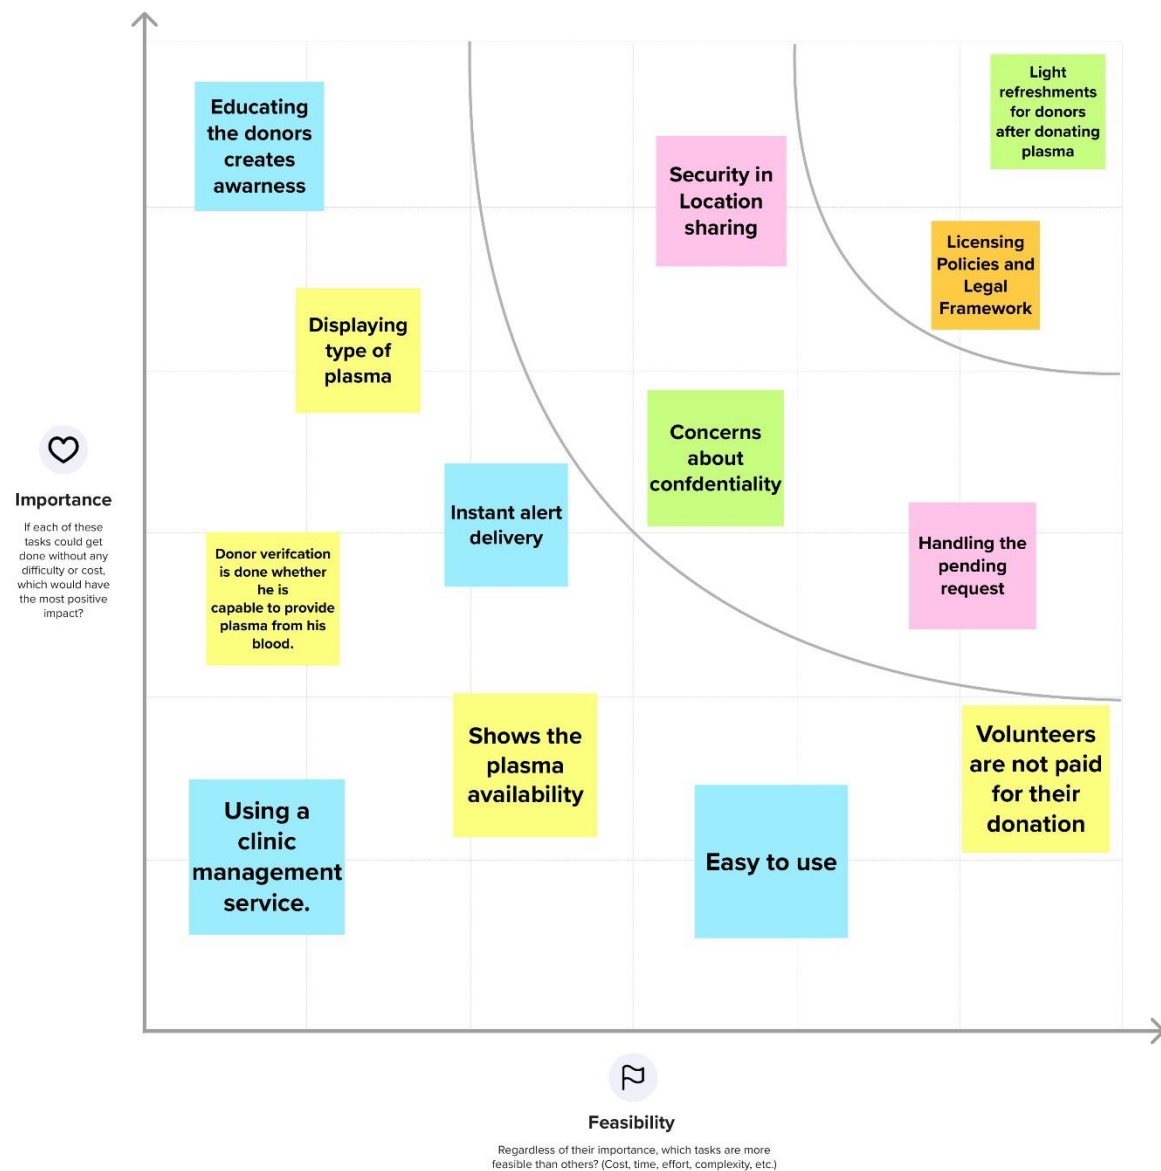 Educating
the donors
creates
awarness
Light
refreshments
for donors
after donating
plasma
Security in
Location
sharing
Licensing
Policies and
Legal
Framework
Displaying
type of
plasma
Concerns
about
confdentiality
Instant alert
delivery
Handling the
pending
request
Importance
If each of these
tasks could get
done without any
difficulty or cost,
which would have
the most positive
impact?
Donor verifcation
is done whether
he is
capable to provide
plasma from his
blood.
Shows the
plasma
availability
Volunteers
are not paid
for their
donation
Using a
clinic
management
service.
Easy to use
Feasibility
Regardless of their importance, which tasks are more
feasible than others? (Cost, time, effort, complexity, etc.)